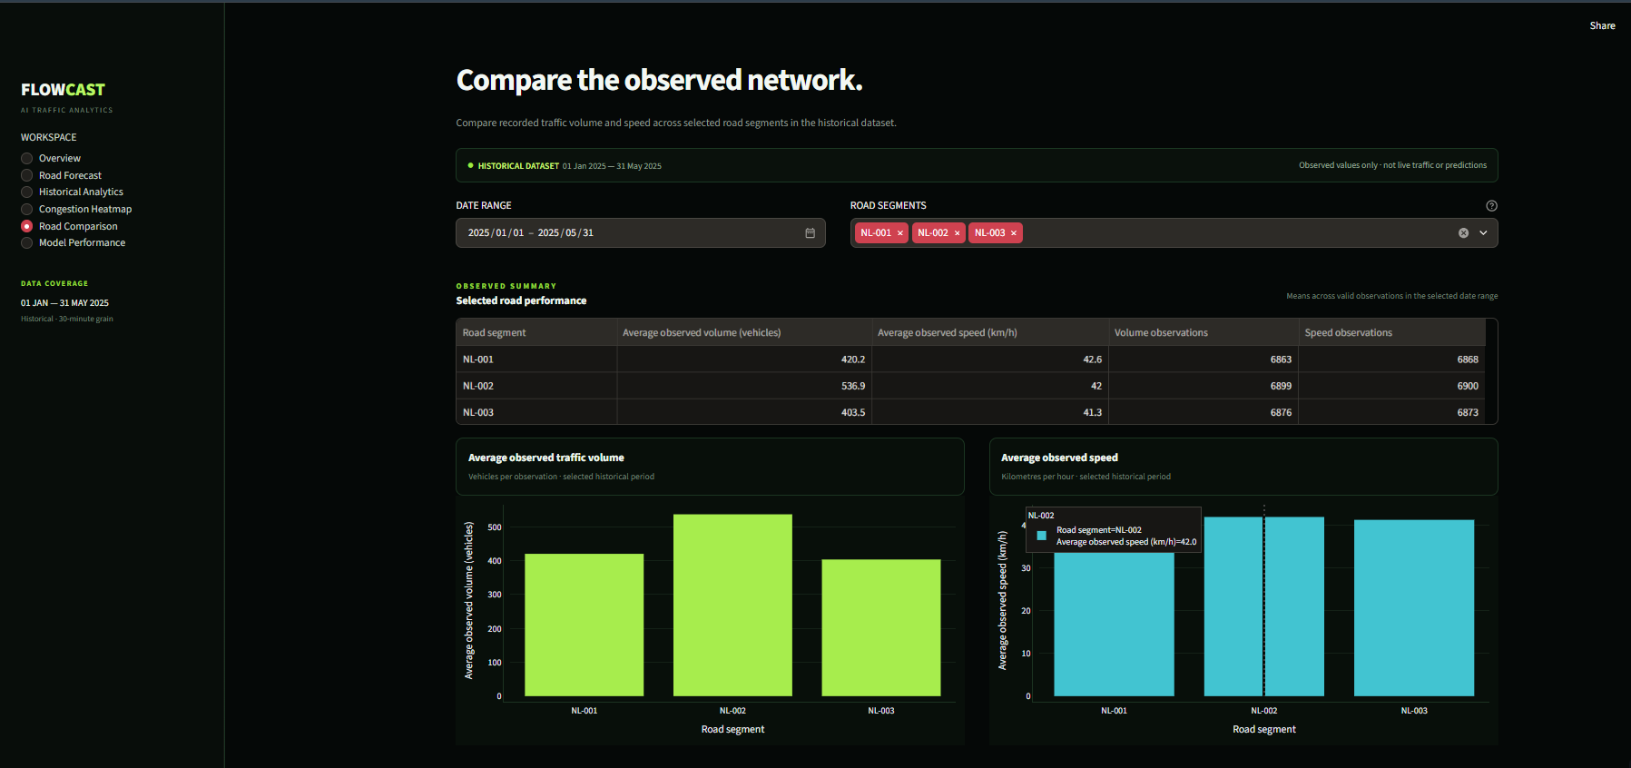 Share
FLOWCAST
AI TRAFFIC ANALYTICS
WORKSPACE
Overview
Road Forecast
Historical Analytics
Congestion Heatmap
Road Comparison
Model Performance
DATA COVERAGE
01 JAN — 31 MAY 2025
Historical · 30-minute grain
Compare the observed network.
Compare recorded traffic volume and speed across selected road segments in the historical dataset.
HISTORICAL DATASET 01 Jan 2025 — 31 May 2025
Observed values only · not live traffic or predictions
DATE RANGE
2025/01/01 – 2025/05/31
ROAD SEGMENTS
NL-001 × NL-002 × NL-003 ×
OBSERVED SUMMARY
Selected road performance
Means across valid observations in the selected date range
Road segment Average observed volume (vehicles) Average observed speed (km/h) Volume observations Speed observations
NL-001 420.2 42.6 6863 6868
NL-002 536.9 42 6899 6900
NL-003 403.5 41.3 6876 6873
Average observed traffic volume
Vehicles per observation · selected historical period
Average observed volume (vehicles)
500
400
300
200
100
0
NL-001 NL-002 NL-003
Road segment
Average observed speed
Kilometres per hour · selected historical period
Average observed speed (km/h)
NL-002
Road segment=NL-002
Average observed speed (km/h)=42.0
30
20
10
0
NL-001 NL-002 NL-003
Road segment